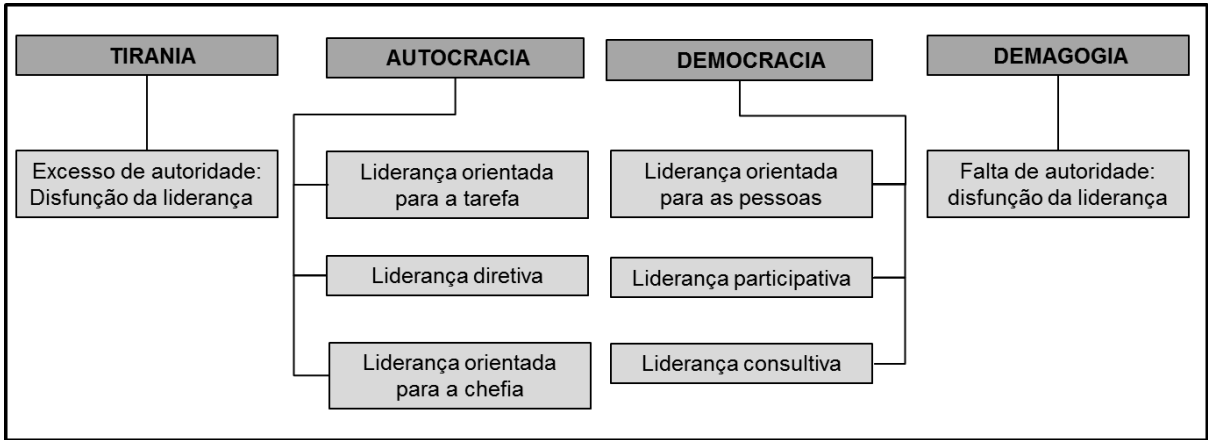 TIRANIA
AUTOCRACIA
DEMOCRACIA
DEMAGOGIA
Excesso de autoridade:
Disfunção da liderança
Liderança orientada
para a tarefa
Liderança orientada
para as pessoas
Falta de autoridade:
disfunção da liderança
Liderança diretiva
Liderança participativa
Liderança orientada
para a chefia
Liderança consultiva